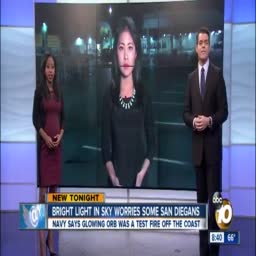 NEW TONIGHT
BRIGHT LIGHT IN SKY WORRIES SOME SAN DIEGANS
NAVY SAYS GLOWING ORB WAS A TEST FIRE OFF THE COAST
abc 10
8:40 66°